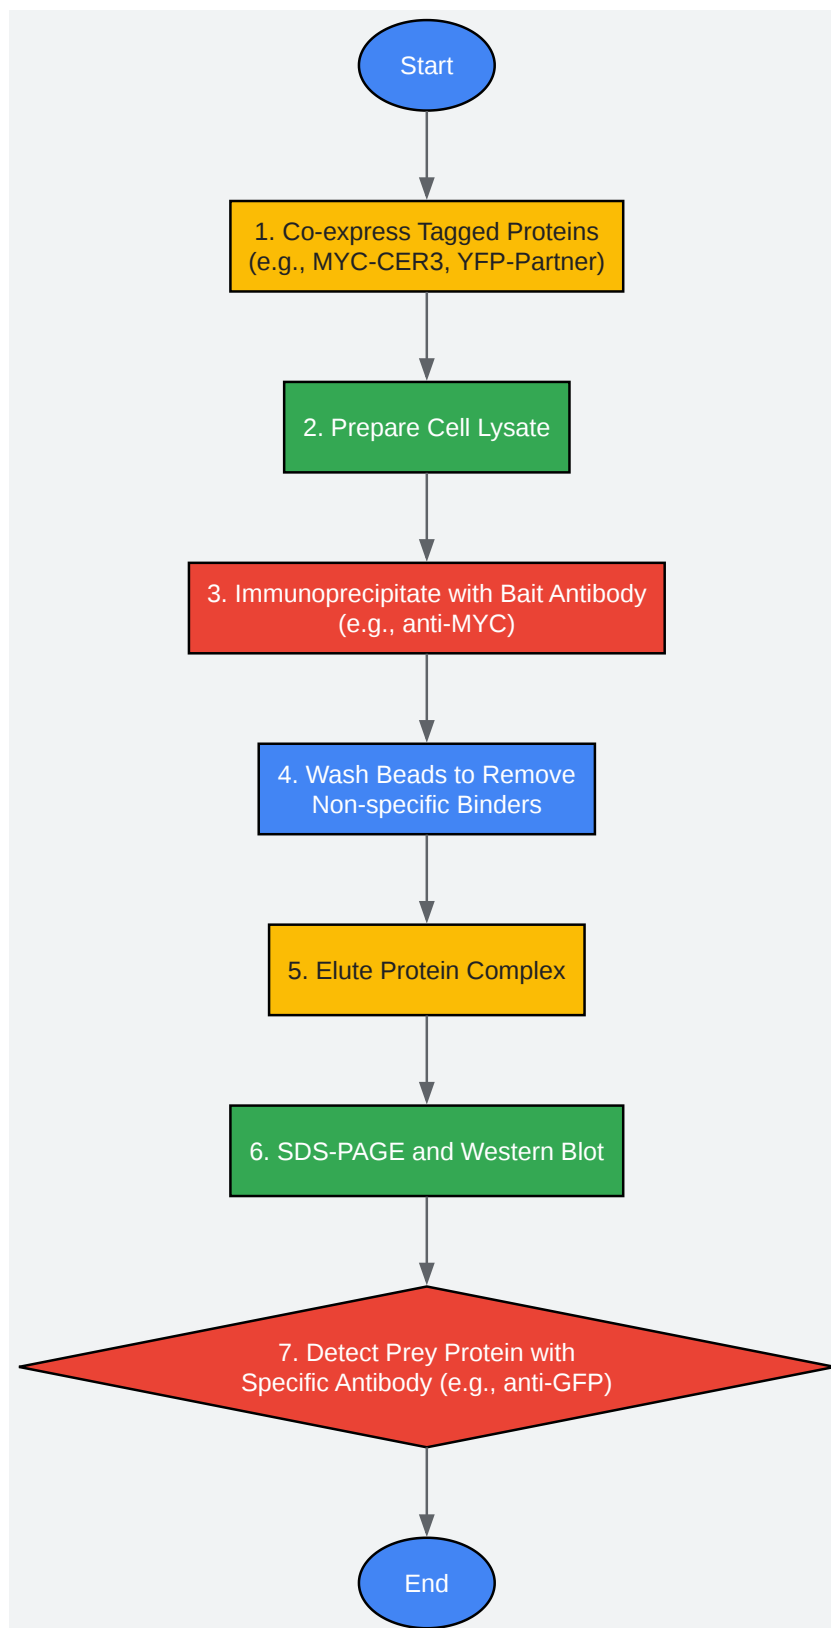 Start
1. Co-express Tagged Proteins
(e.g., MYC-CER3, YFP-Partner)
2. Prepare Cell Lysate
3. Immunoprecipitate with Bait Antibody
(e.g., anti-MYC)
4. Wash Beads to Remove
Non-specific Binders
5. Elute Protein Complex
6. SDS-PAGE and Western Blot
7. Detect Prey Protein with
Specific Antibody (e.g., anti-GFP)
End